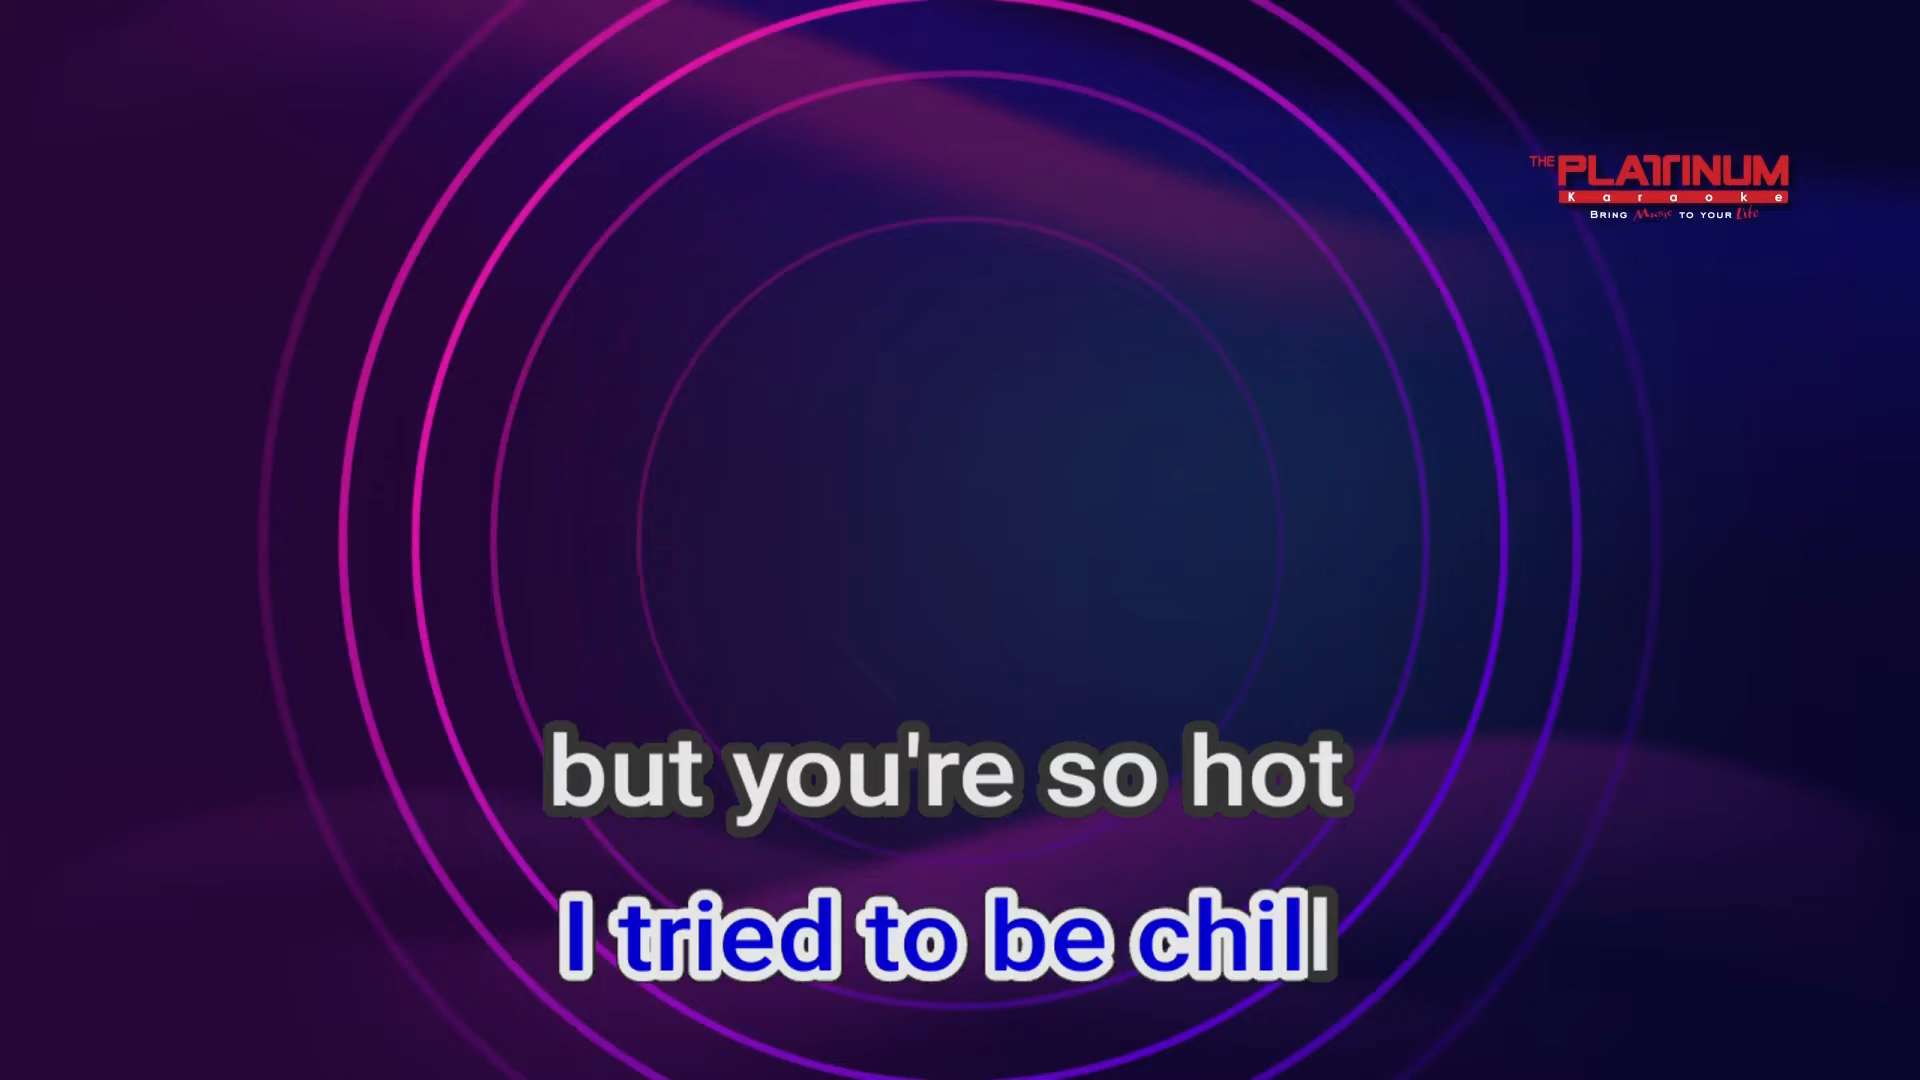 THE PLATINUM
Karaoke
BRING Music TO YOUR Life
but you're so hot
I tried to be chill